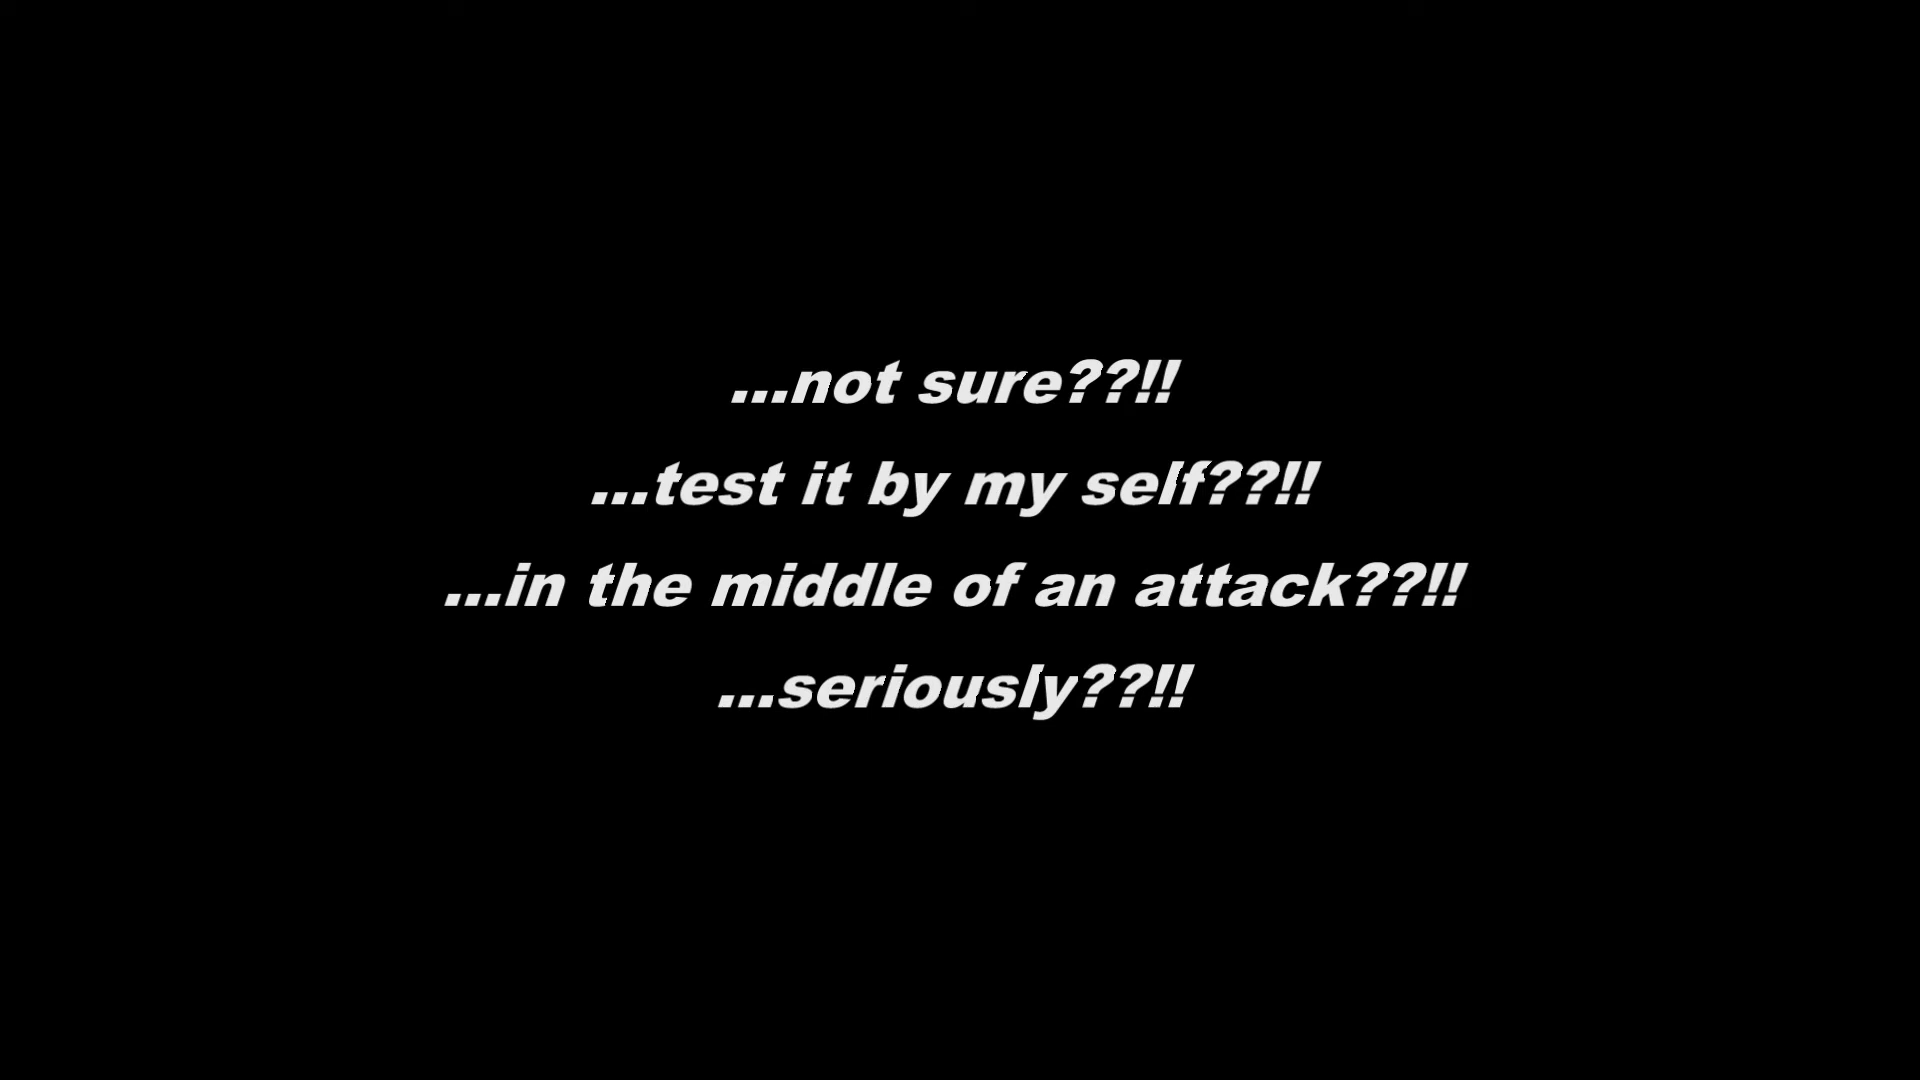 ...not sure??!!
...test it by my self??!!
...in the middle of an attack??!!
...seriously??!!